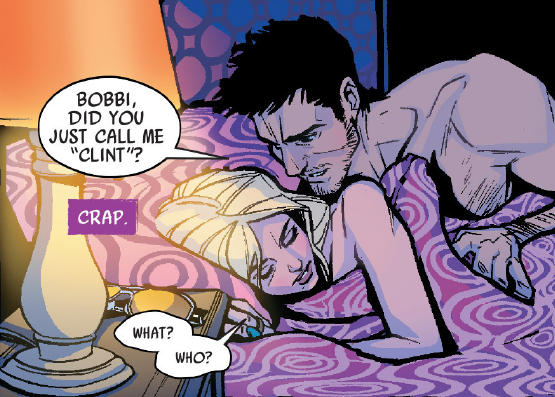 BOBBI,
DID YOU
JUST CALL ME
"CLINT"?
CRAP.
WHAT?
WHO?